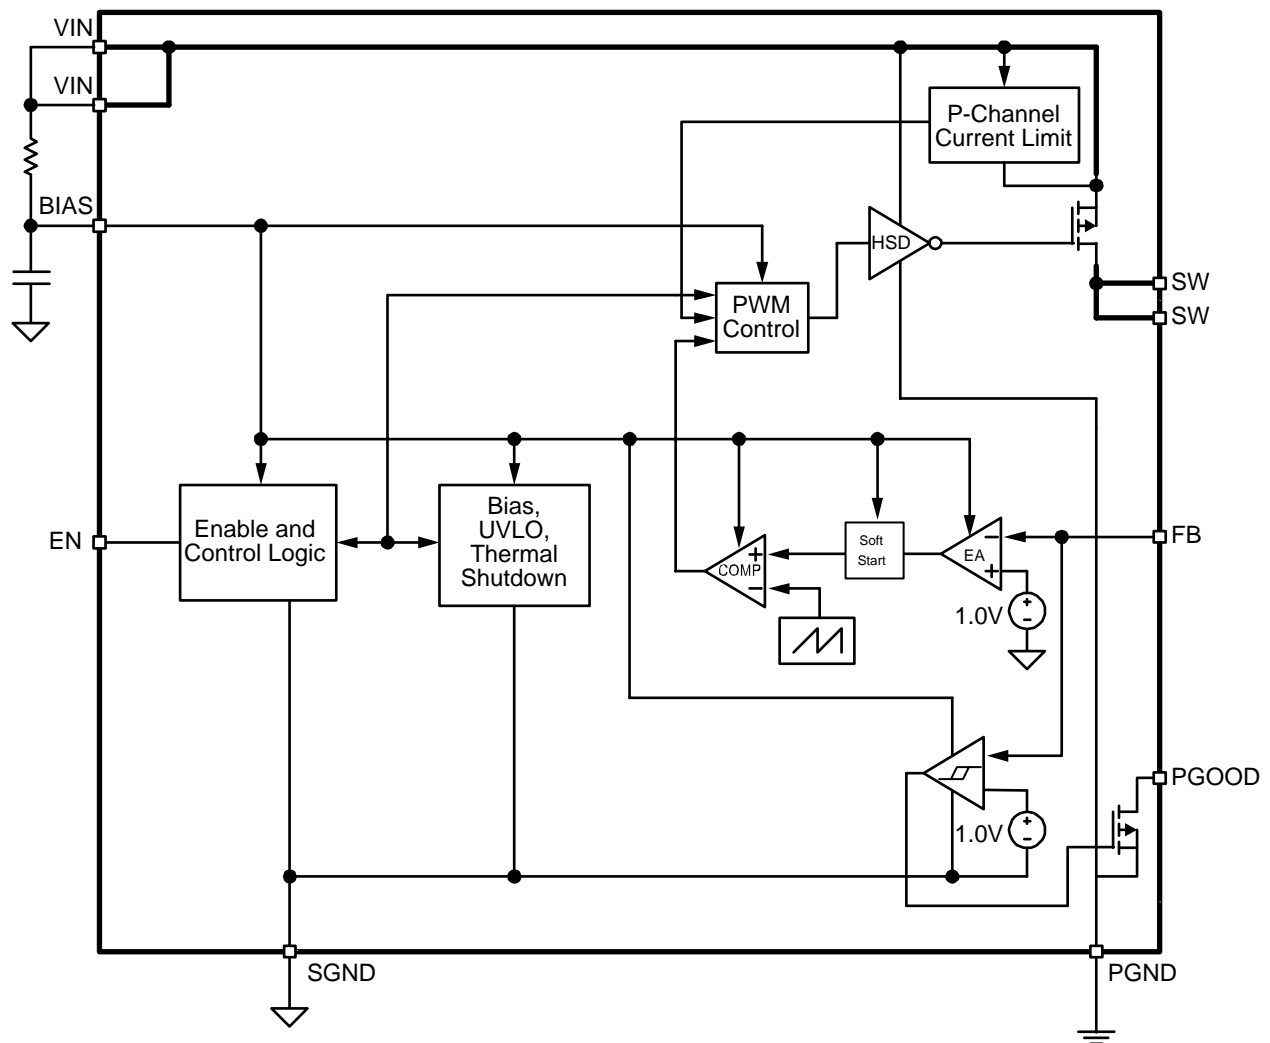 VIN
VIN
P-Channel
Current Limit
BIAS
HSD
SW
PWM
Control
SW
Enable and
Control Logic
Bias,
UVLO,
Thermal
Shutdown
EN
Soft
Start
EA
FB
COMP
1.0V
PGOOD
1.0V
SGND
PGND